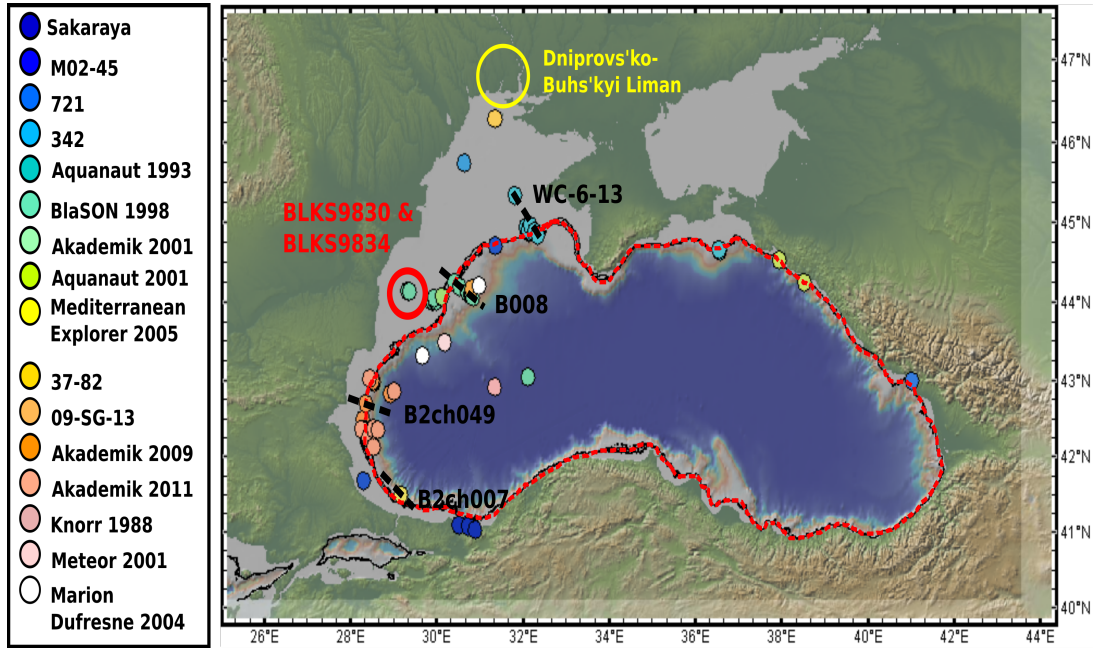 Sakaraya
M02-45
721
342
Aquanaut 1993
BlaSON 1998
Akademik 2001
Aquanaut 2001
Mediterranean
Explorer 2005
37-82
09-SG-13
Akademik 2009
Akademik 2011
Knorr 1988
Meteor 2001
Marion
Dufresne 2004
Dniprovs'ko-
Buhs'kyi Liman
WC-6-13
BLKS9830 &
BLKS9834
B008
B2ch049
B2ch007
47°N
46°N
45°N
44°N
43°N
42°N
41°N
40°N
26°E
28°E
30°E
32°E
34°E
36°E
38°E
40°E
42°E
44°E